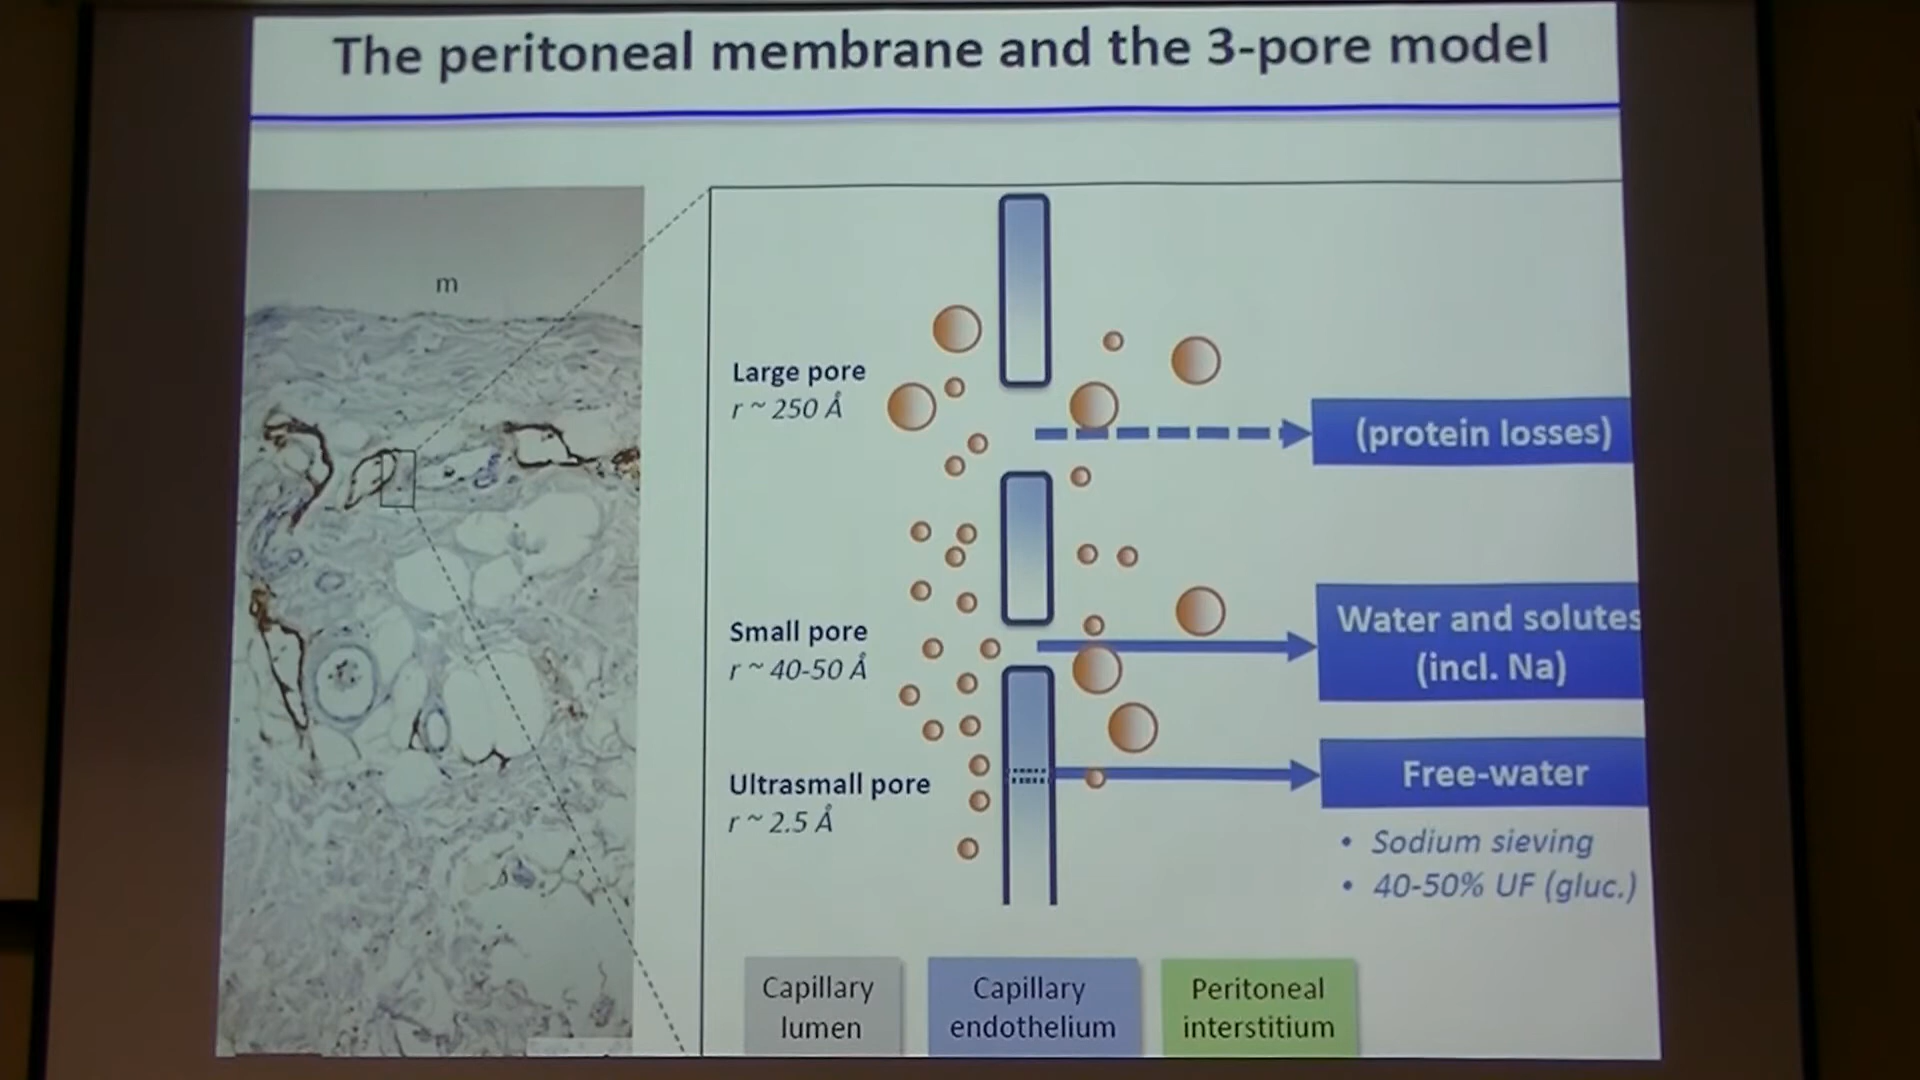 The peritoneal membrane and the 3-pore model
m
Large pore
r ~ 250 Å
(protein losses)
Small pore
r ~ 40-50 Å
Water and solutes
(incl. Na)
Ultrasmall pore
r ~ 2.5 Å
Free-water
• Sodium sieving
• 40-50% UF (gluc.)
Capillary
lumen
Capillary
endothelium
Peritoneal
interstitium